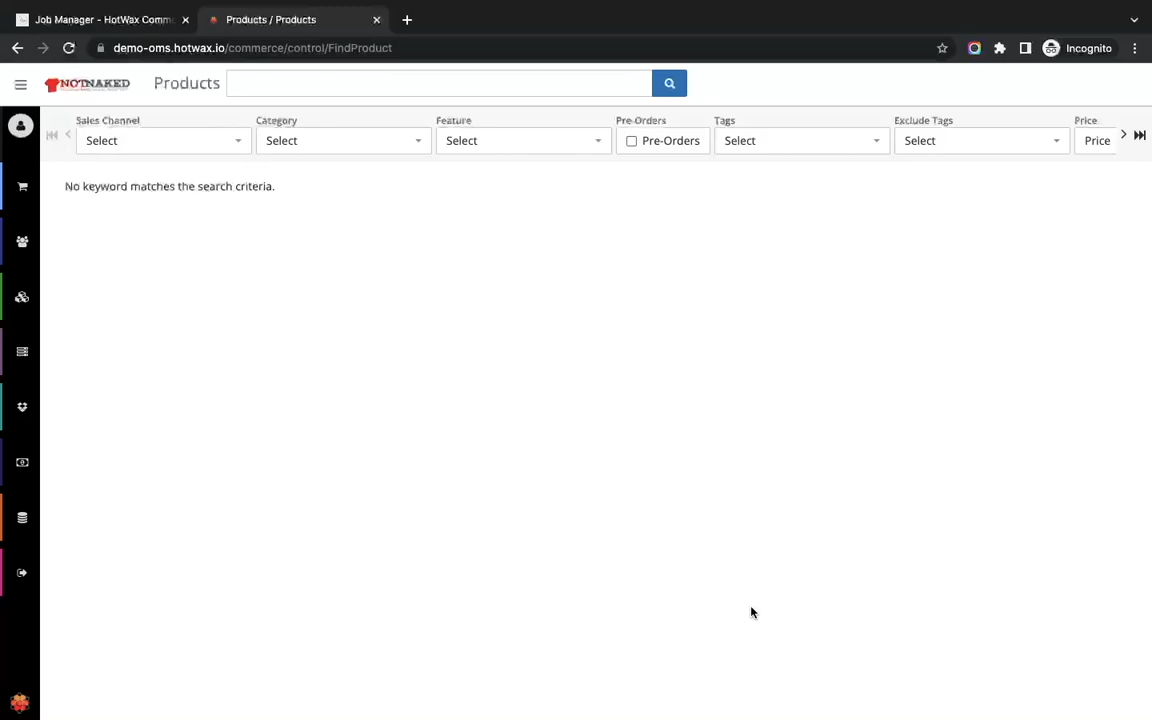 Job Manager - HotWax Comme
Products / Products
demo-oms.hotwax.io/commerce/control/FindProduct
Incognito
NOTNAKED
Products
Sales Channel
Category
Feature
Pre-Orders
Tags
Exclude Tags
Price
Select
Select
Select
Pre-Orders
Select
Select
Price
No keyword matches the search criteria.